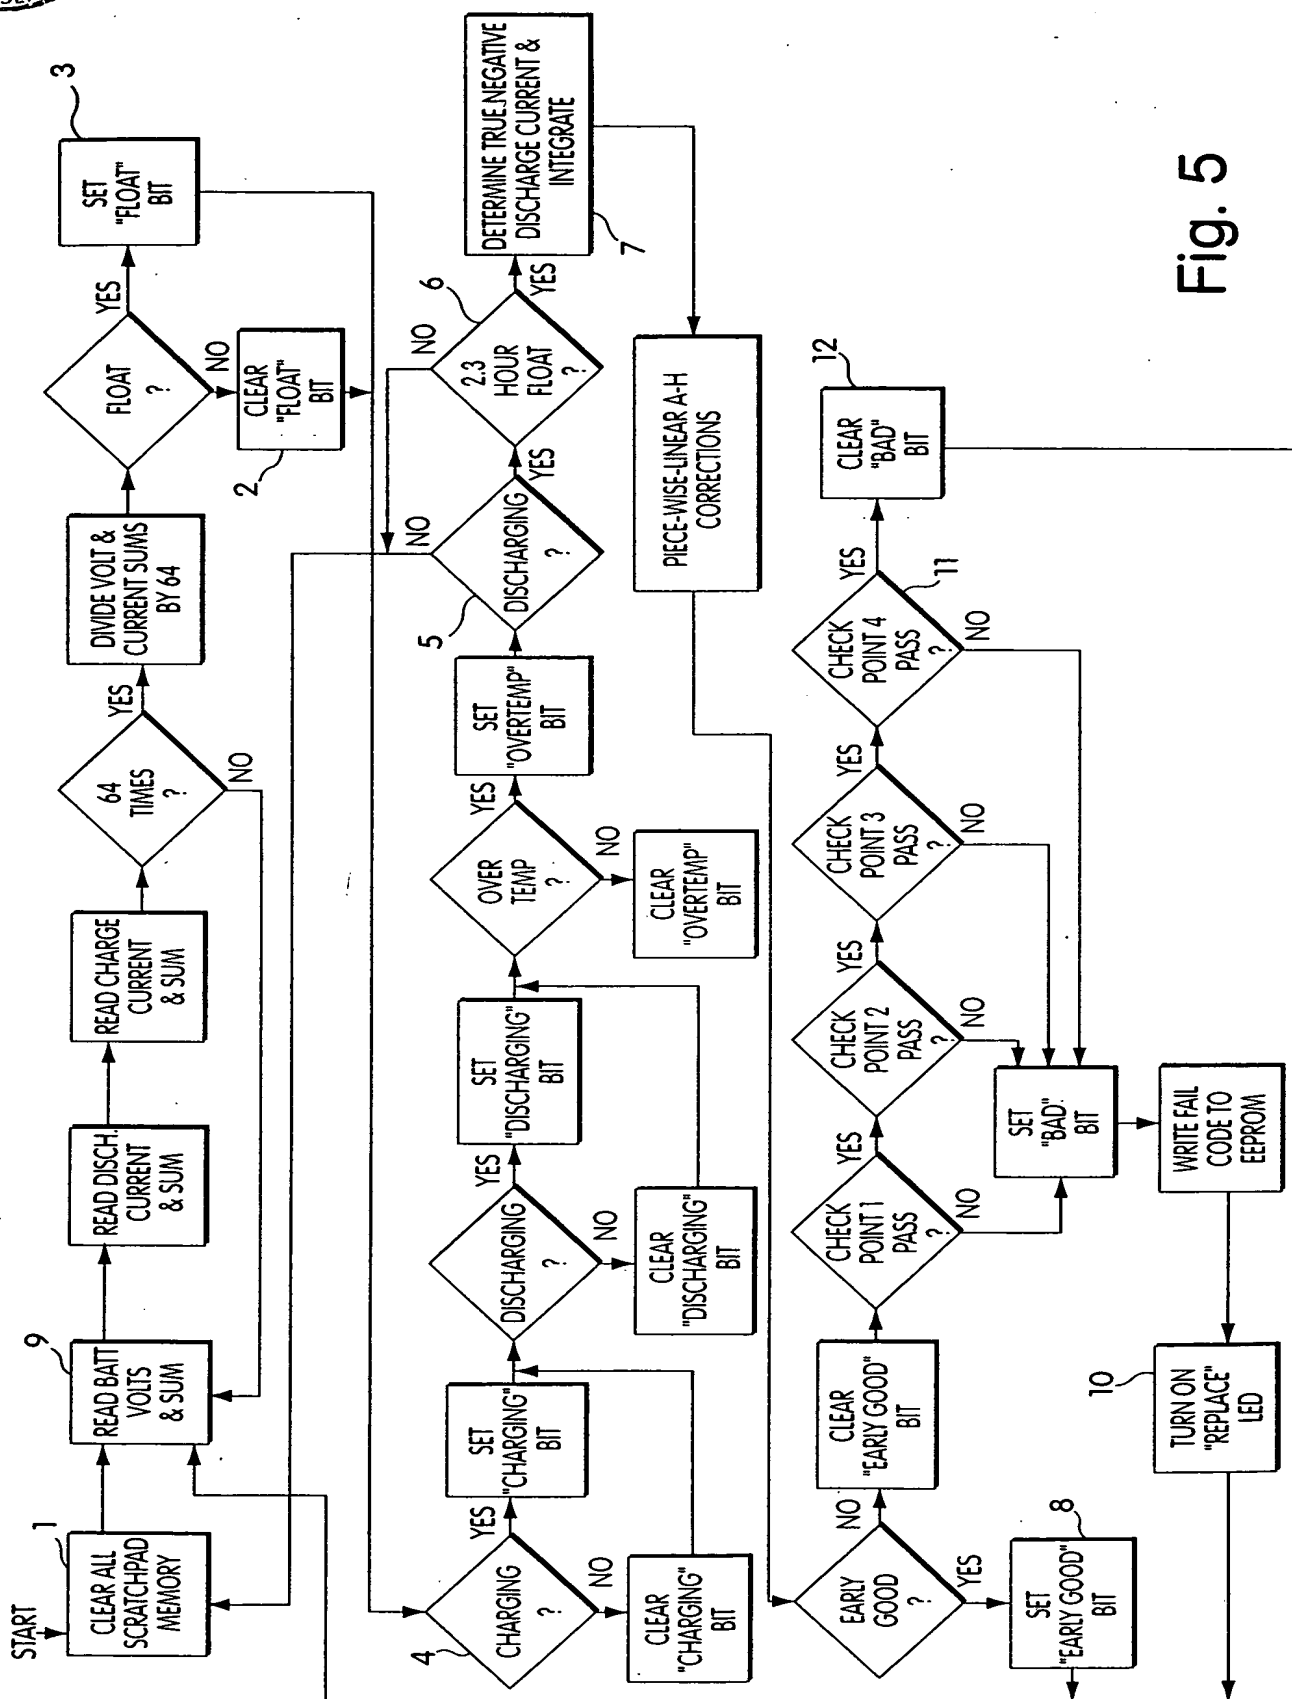 START
1
CLEAR ALL
SCRATCHPAD
MEMORY
9
READ BATT
VOLTS
& SUM
READ DISCH.
CURRENT
& SUM
READ CHARGE
CURRENT
& SUM
64
TIMES
?
YES
NO
DIVIDE VOLT &
CURRENT SUMS
BY 64
FLOAT
?
YES
NO
3
SET
"FLOAT"
BIT
2
CLEAR
"FLOAT"
BIT
4
CHARGING
?
YES
NO
SET
"CHARGING"
BIT
CLEAR
"CHARGING"
BIT
DISCHARGING
?
YES
NO
SET
"DISCHARGING"
BIT
CLEAR
"DISCHARGING"
BIT
OVER
TEMP
?
YES
NO
SET
"OVERTEMP"
BIT
CLEAR
"OVERTEMP"
BIT
5
DISCHARGING
?
NO
YES
6
2.3
HOUR
FLOAT
?
NO
YES
7
DETERMINE TRUE NEGATIVE
DISCHARGE CURRENT &
INTEGRATE
PIECE-WISE-LINEAR A-H
CORRECTIONS
EARLY
GOOD
?
NO
YES
8
SET
"EARLY GOOD"
BIT
CLEAR
"EARLY GOOD"
BIT
CHECK
POINT 1
PASS
?
YES
NO
CHECK
POINT 2
PASS
?
YES
NO
CHECK
POINT 3
PASS
?
YES
NO
CHECK
POINT 4
PASS
?
YES
NO
11
12
CLEAR
"BAD"
BIT
SET
"BAD"
BIT
WRITE FAIL
CODE TO
EEPROM
10
TURN ON
"REPLACE"
LED
Fig. 5